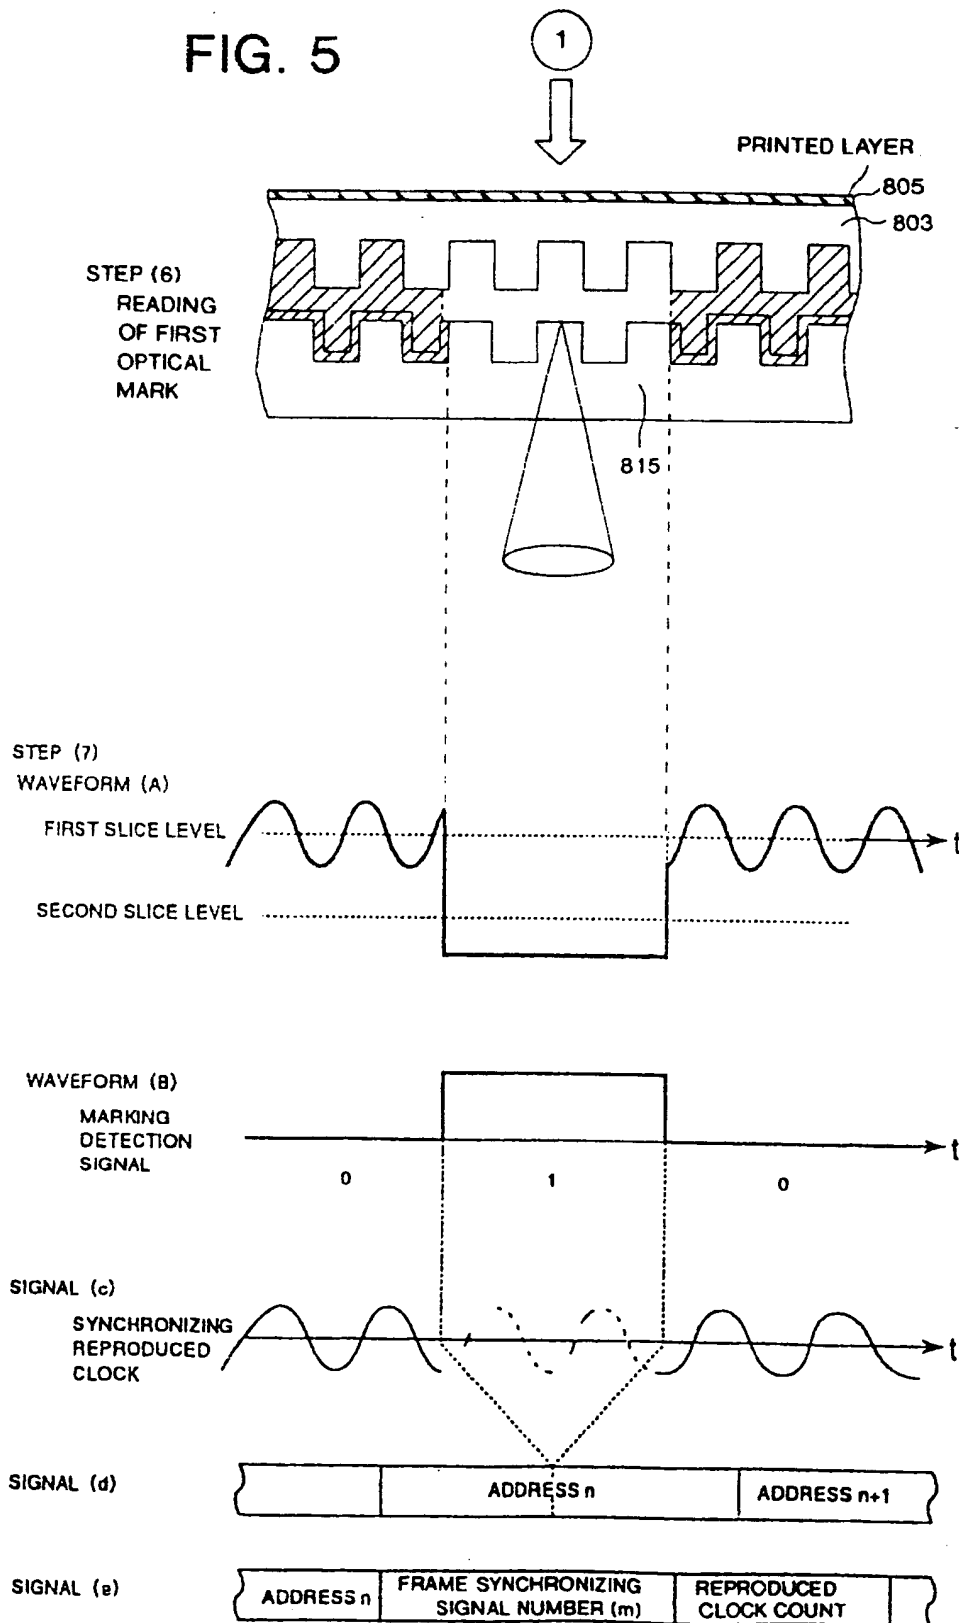 FIG. 5
1
PRINTED LAYER
805
803
STEP (6)
READING
OF FIRST
OPTICAL
MARK
815
STEP (7)
WAVEFORM (A)
FIRST SLICE LEVEL
t
SECOND SLICE LEVEL
WAVEFORM (B)
MARKING
DETECTION
SIGNAL
t
0 1 0
SIGNAL (c)
SYNCHRONIZING
REPRODUCED
CLOCK
t
SIGNAL (d)
ADDRESS n
ADDRESS n+1
SIGNAL (e)
ADDRESS n
FRAME SYNCHRONIZING
SIGNAL NUMBER (m)
REPRODUCED
CLOCK COUNT